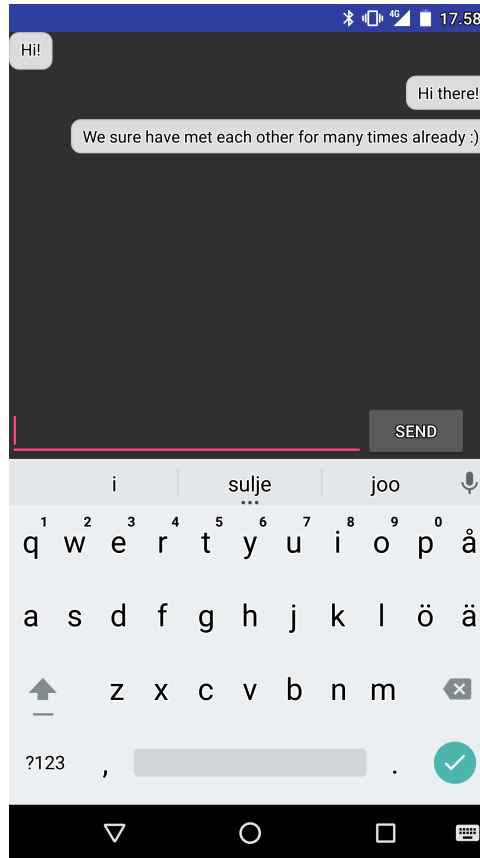 4G 17.58
Hi!
Hi there!
We sure have met each other for many times already :)
SEND
i sulje joo
1 2 3 4 5 6 7 8 9 0
q w e r t y u i o p å
a s d f g h j k l ö ä
z x c v b n m
?123 , .